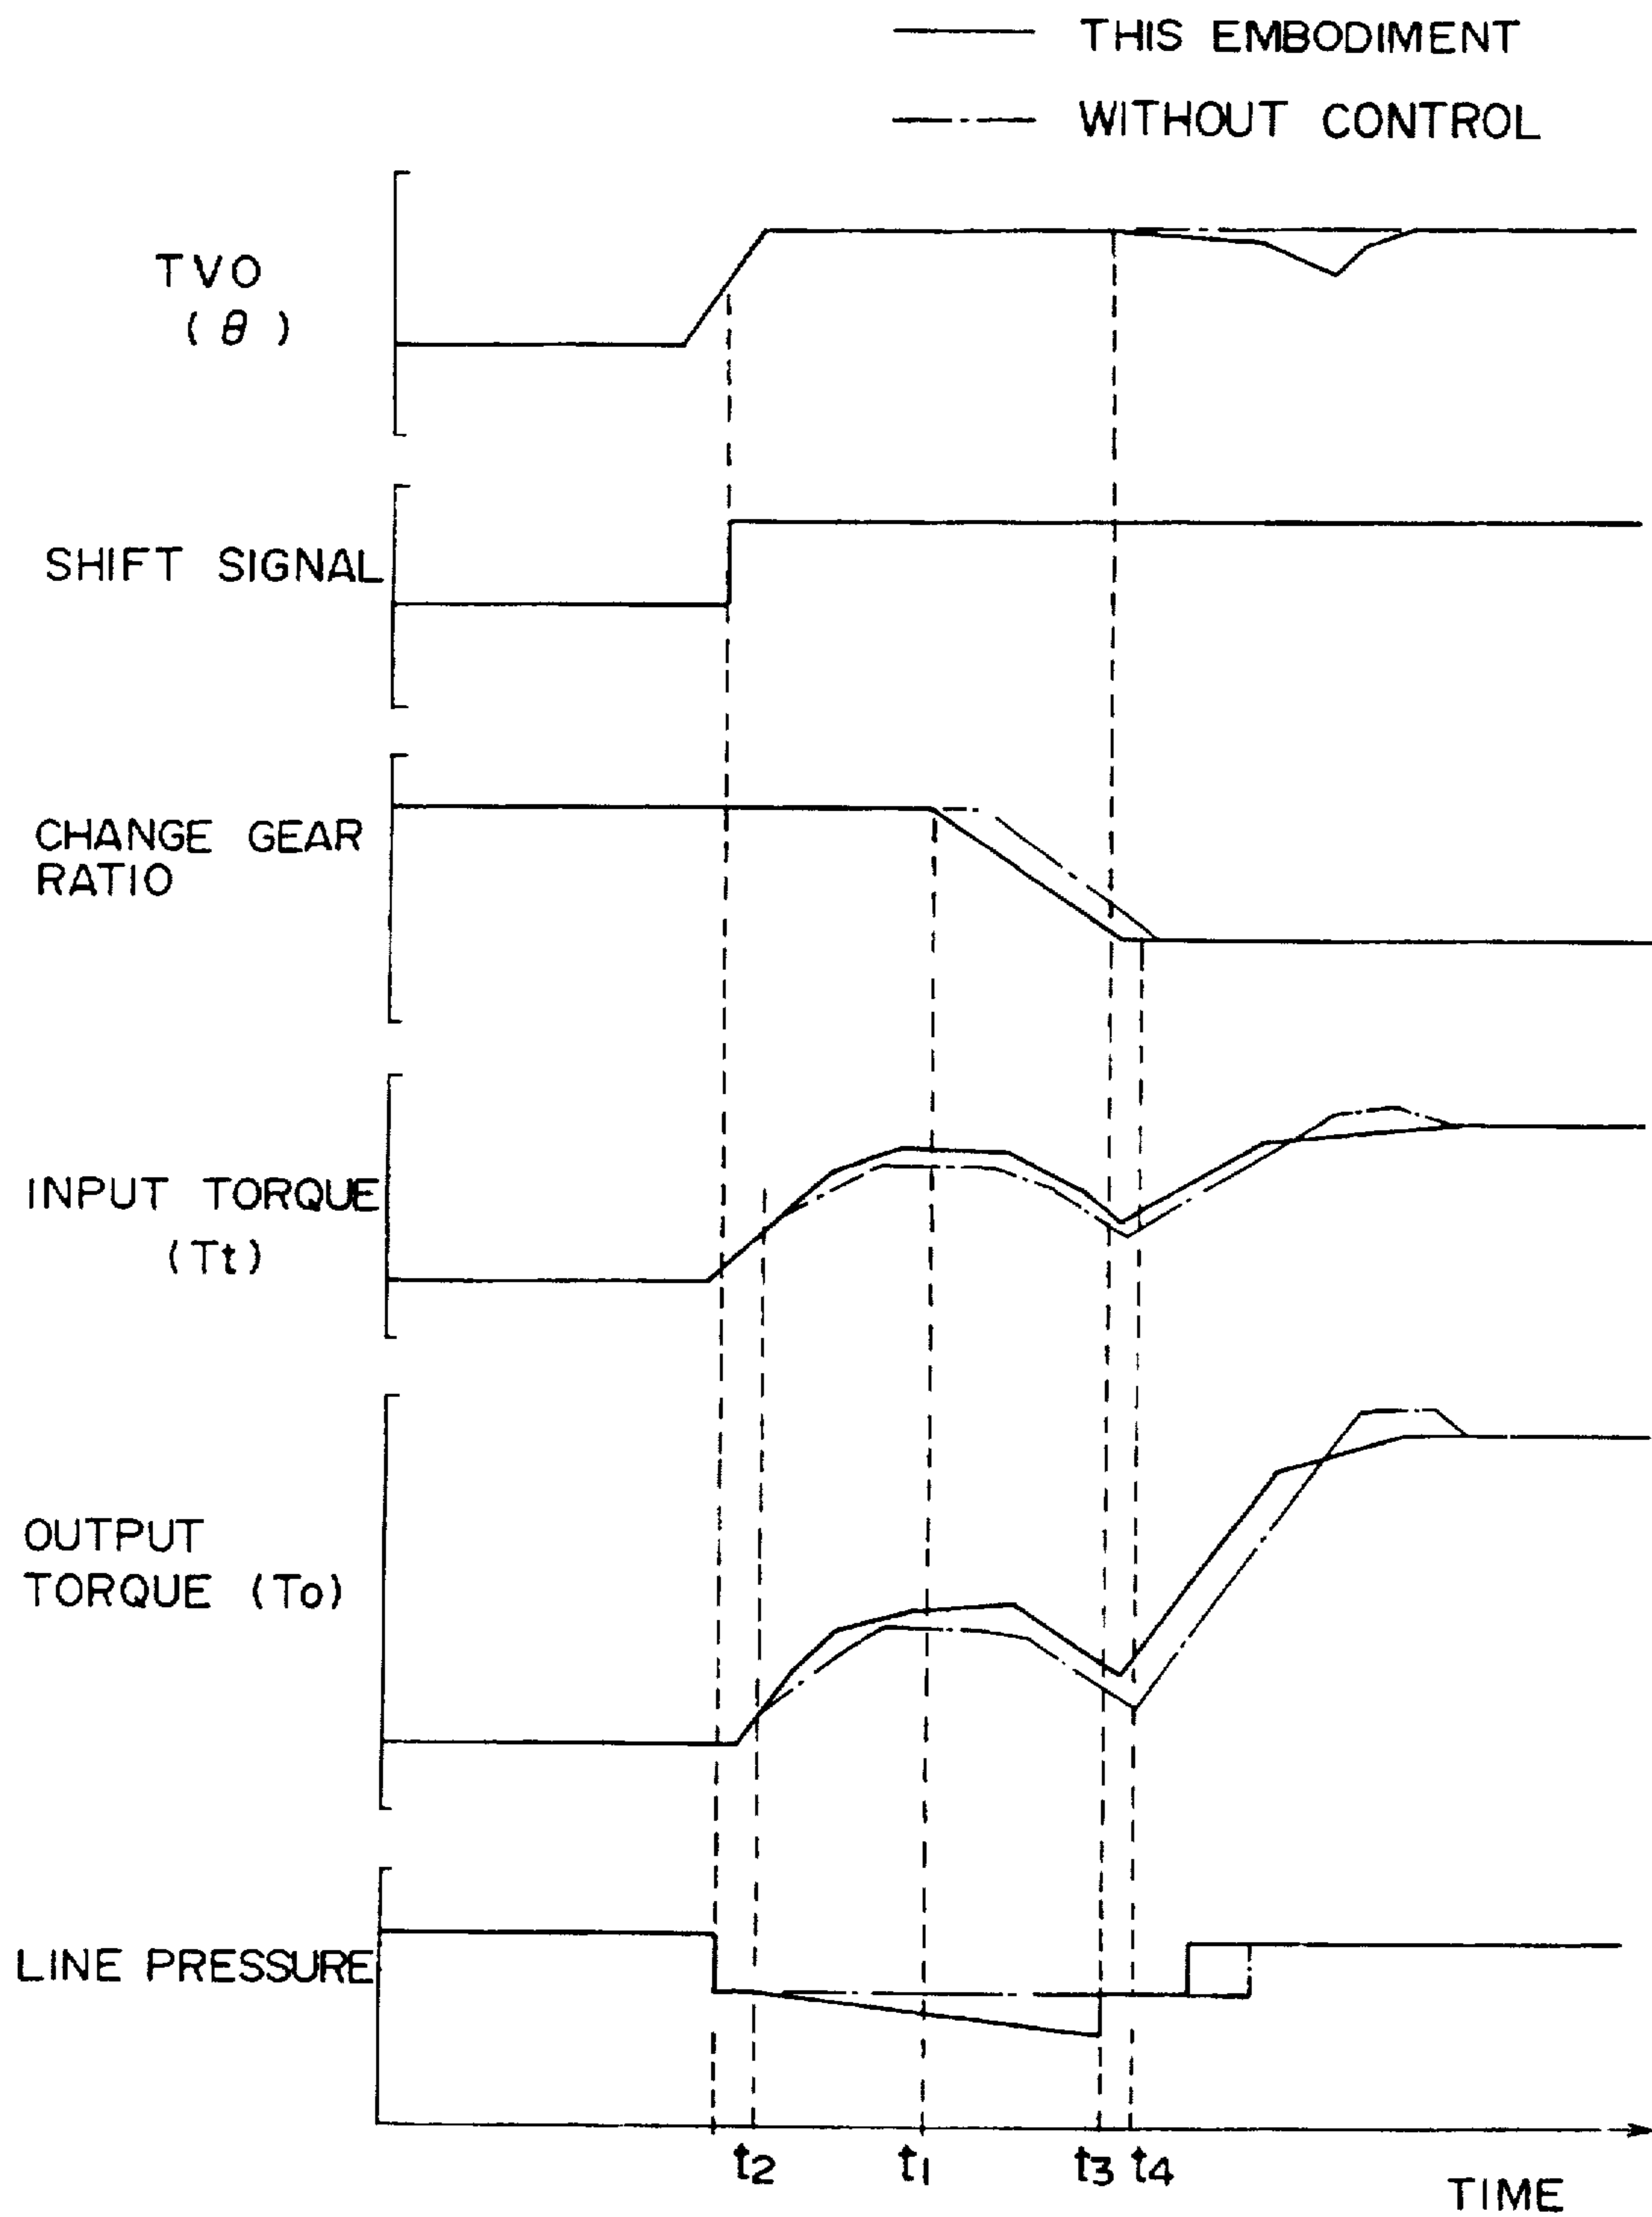 THIS EMBODIMENT
WITHOUT CONTROL
TVO
(θ)
SHIFT SIGNAL
CHANGE GEAR
RATIO
INPUT TORQUE
(Tt)
OUTPUT
TORQUE (To)
LINE PRESSURE
t2 t1 t3 t4
TIME